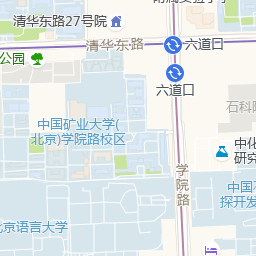 清华东路27号院
清华东路
六道口
公园
六道口
石科院
中国矿业大学(
北京)学院路校区
中化
研究
学院路
中国石
探开发
北京语言大学